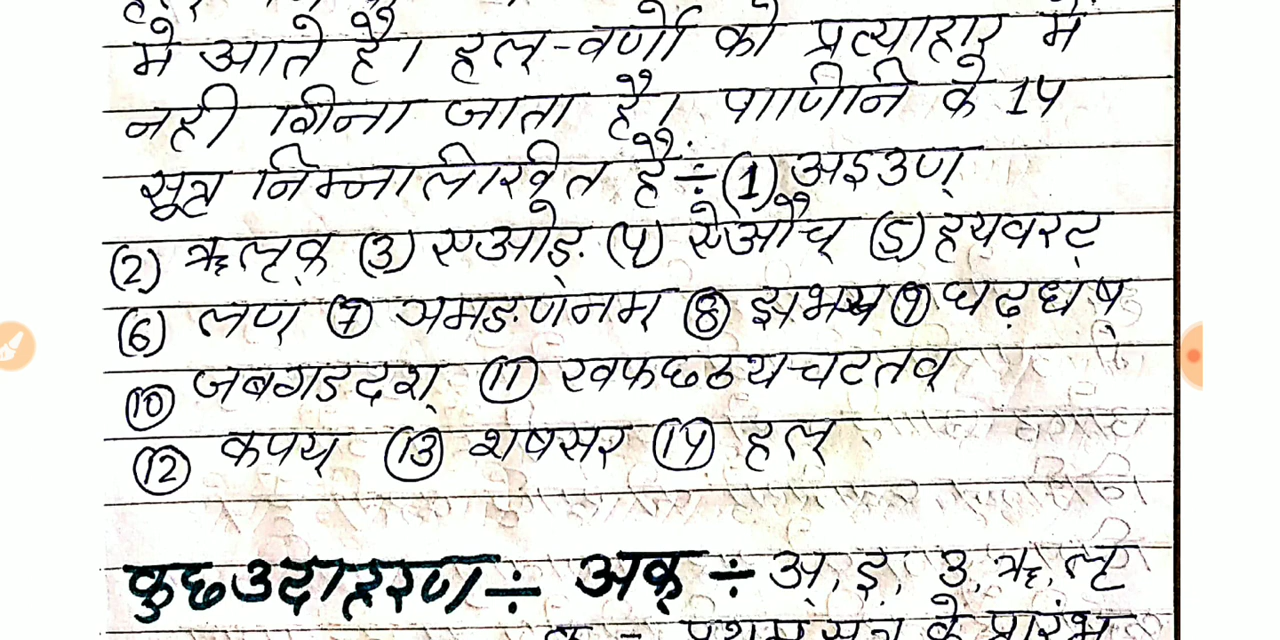 मे आते है। हल्-वर्णो को प्रत्याहार में
नही गिना जाता है। पाणिनि के 14
सूत्र निम्नालिखित है÷ (1) अइउण्
(2) ऋलृक् (3) एओङ् (4) ऐऔच् (5) हयवरट्
(6) लण् (7) ञमङणनम (8) झभञ (9) घढधष्
(10) जबगडदश् (11) खफछठथचटतव्
(12) कपय् (13) शषसर (14) हल्
कुछ उदाहरण ÷ अक् ÷ अ, इ, उ, ऋ, लृ
के प्रारंभ